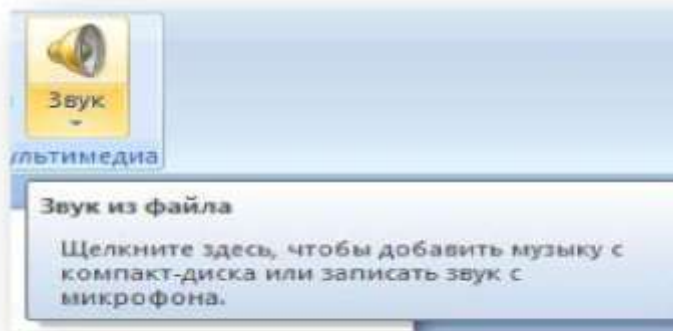 Звук
ультимедиа
Звук из файла
Щелкните здесь, чтобы добавить музыку с
компакт-диска или записать звук с
микрофона.